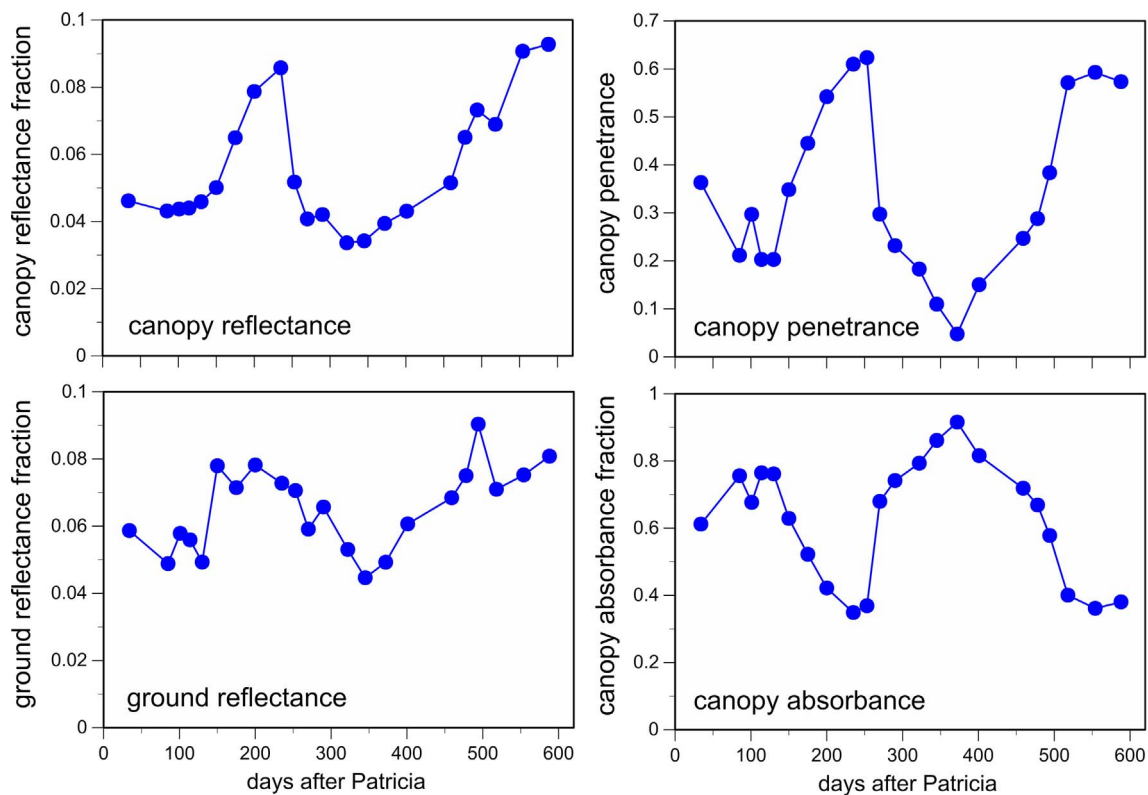 canopy reflectance fraction
0.1
0.08
0.06
0.04
0.02
0
canopy reflectance
canopy penetrance
0.7
0.6
0.5
0.4
0.3
0.2
0.1
0
canopy penetrance
ground reflectance fraction
0.1
0.08
0.06
0.04
0.02
0
ground reflectance
0 100 200 300 400 500 600
days after Patricia
canopy absorbance fraction
1
0.8
0.6
0.4
0.2
0
canopy absorbance
0 100 200 300 400 500 600
days after Patricia